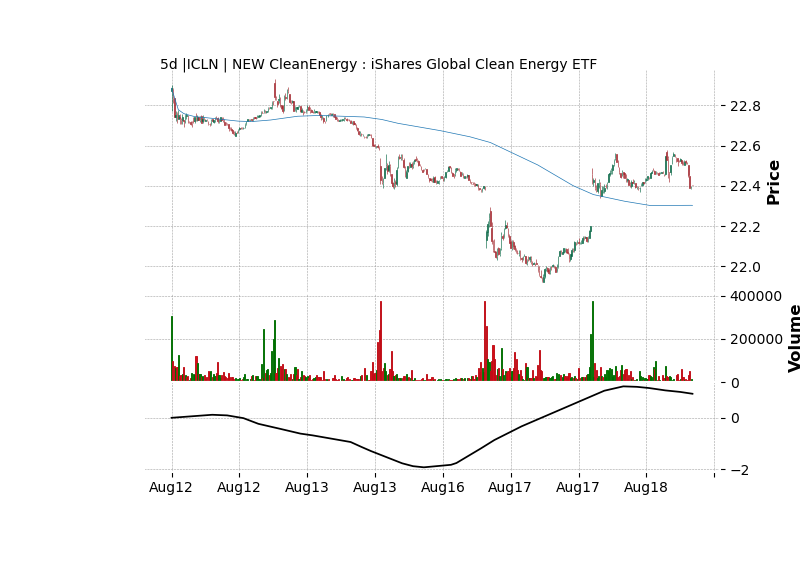 5d |ICLN | NEW CleanEnergy : iShares Global Clean Energy ETF
22.8
22.6
22.4
22.2
22.0
Price
400000
200000
0
Volume
0
−2
Aug12 Aug12 Aug13 Aug13 Aug16 Aug17 Aug17 Aug18